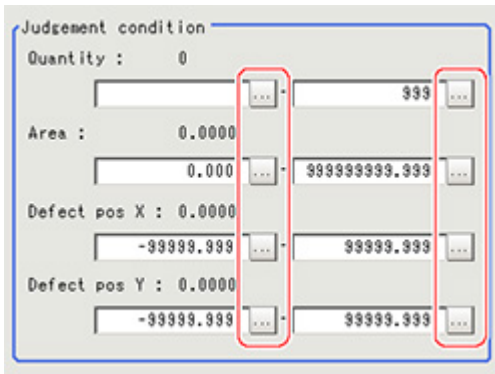 Judgement condition
Quantity : 0
... - 999 ...
Area : 0.0000
0.000 ... - 999999999.999 ...
Defect pos X : 0.0000
-99999.999 ... - 99999.999 ...
Defect pos Y : 0.0000
-99999.999 ... - 99999.999 ...